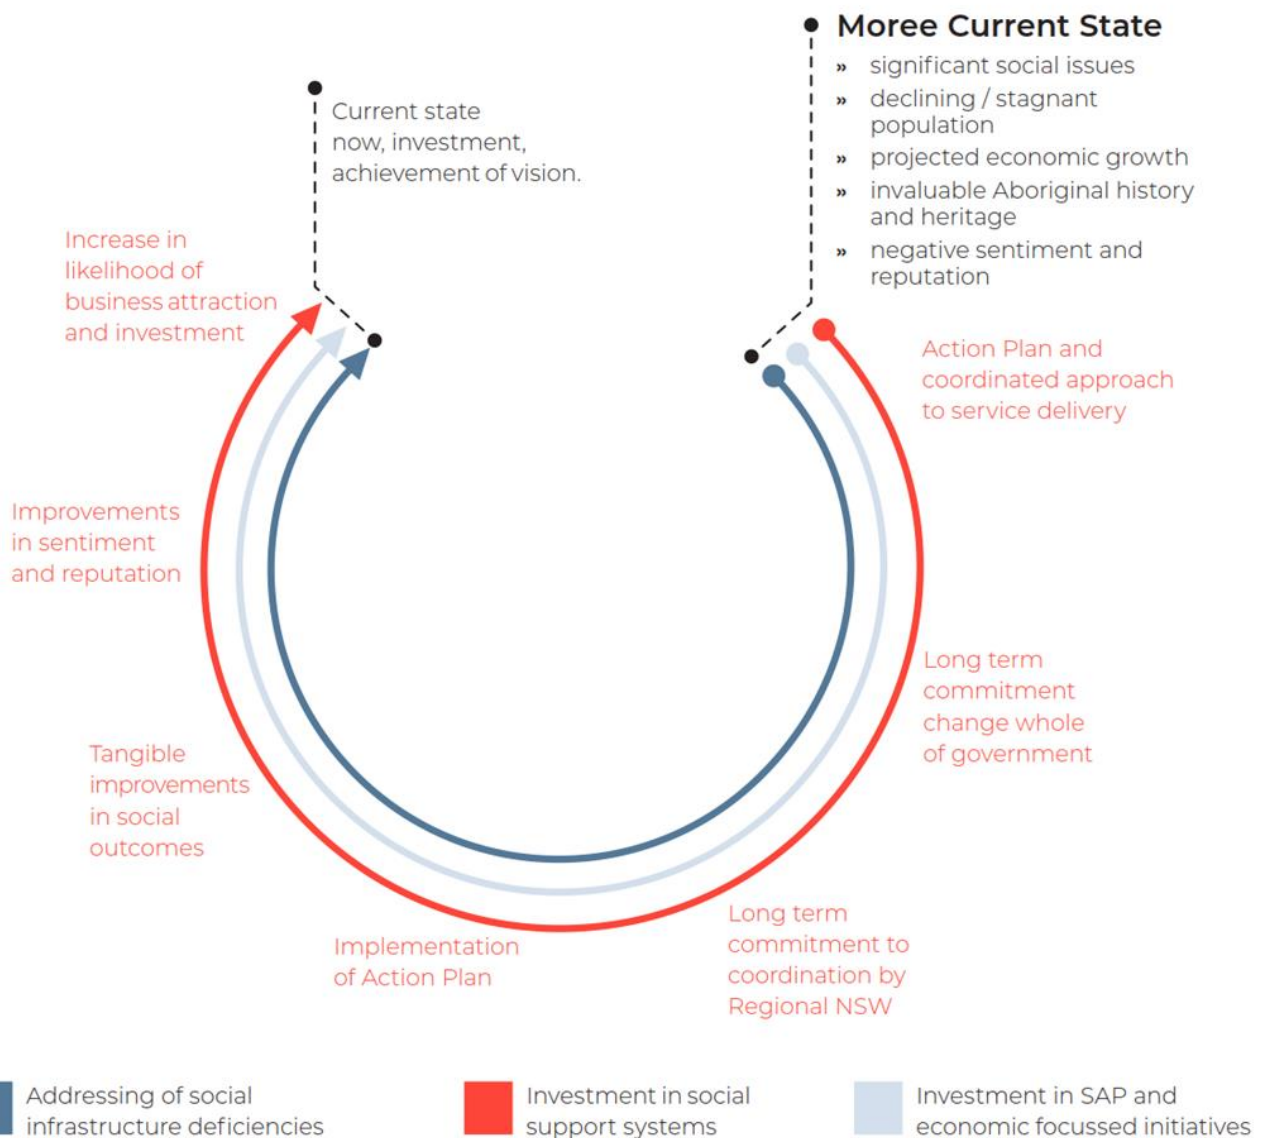 Moree Current State
» significant social issues
» declining / stagnant
population
» projected economic growth
» invaluable Aboriginal history
and heritage
» negative sentiment and
reputation
Current state
now, investment,
achievement of vision.
Action Plan and
coordinated approach
to service delivery
Long term
commitment
change whole
of government
Long term
commitment to
coordination by
Regional NSW
Implementation
of Action Plan
Tangible
improvements
in social
outcomes
Improvements
in sentiment
and reputation
Increase in
likelihood of
business attraction
and investment
Addressing of social
infrastructure deficiencies
Investment in social
support systems
Investment in SAP and
economic focussed initiatives